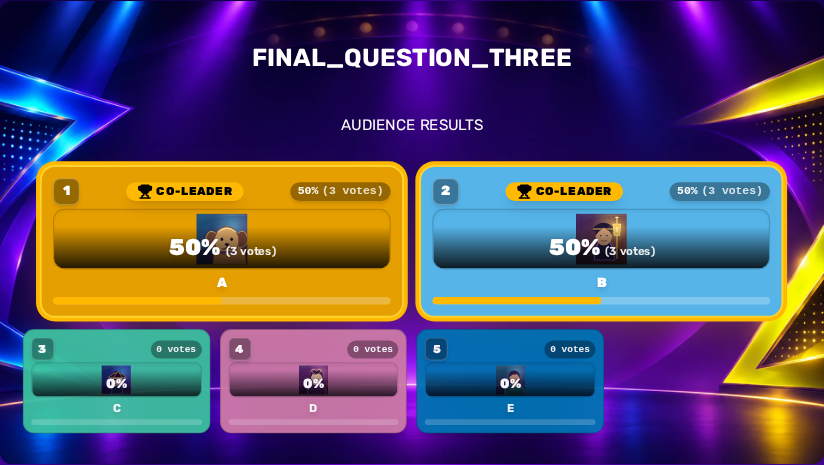 FINAL_QUESTION_THREE
AUDIENCE RESULTS
1 CO-LEADER 50% (3 votes)
50% (3 votes)
A
2 CO-LEADER 50% (3 votes)
50% (3 votes)
B
3 0 votes
0%
C
4 0 votes
0%
D
5 0 votes
0%
E